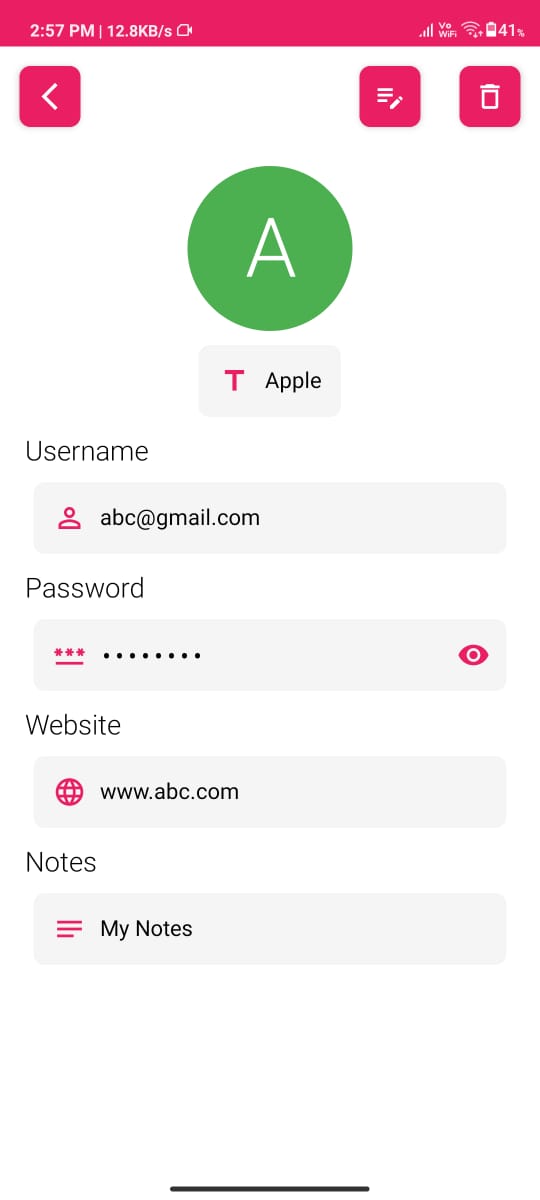 2:57 PM | 12.8KB/s
Vo
WiFi
41%
A
T Apple
Username
abc@gmail.com
Password
***
••••••••
Website
www.abc.com
Notes
My Notes